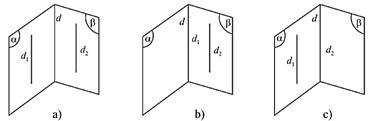 α d β
d₁ d₂
a)
α d β
d₁ d₂
b)
α d β
d₁ d₂
c)